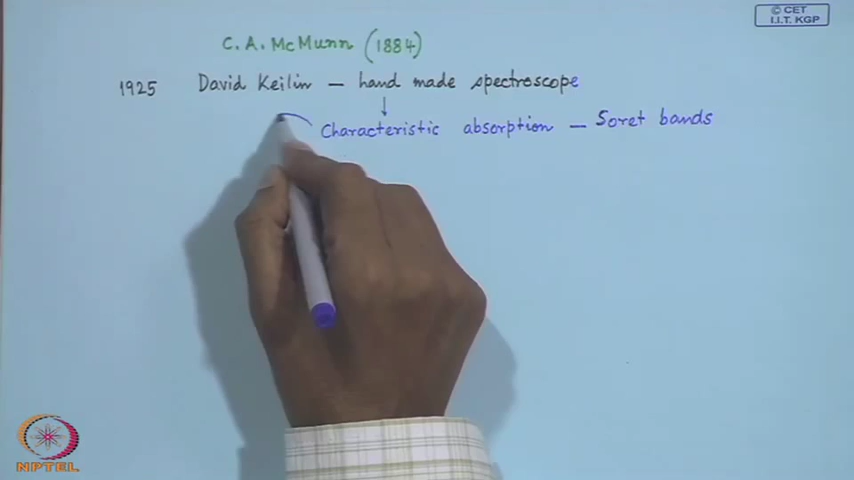 © CET
I.I.T. KGP
C. A. McMunn (1884)
1925 David Keilin – hand made spectroscope
↓
Characteristic absorption – Soret bands
NPTEL